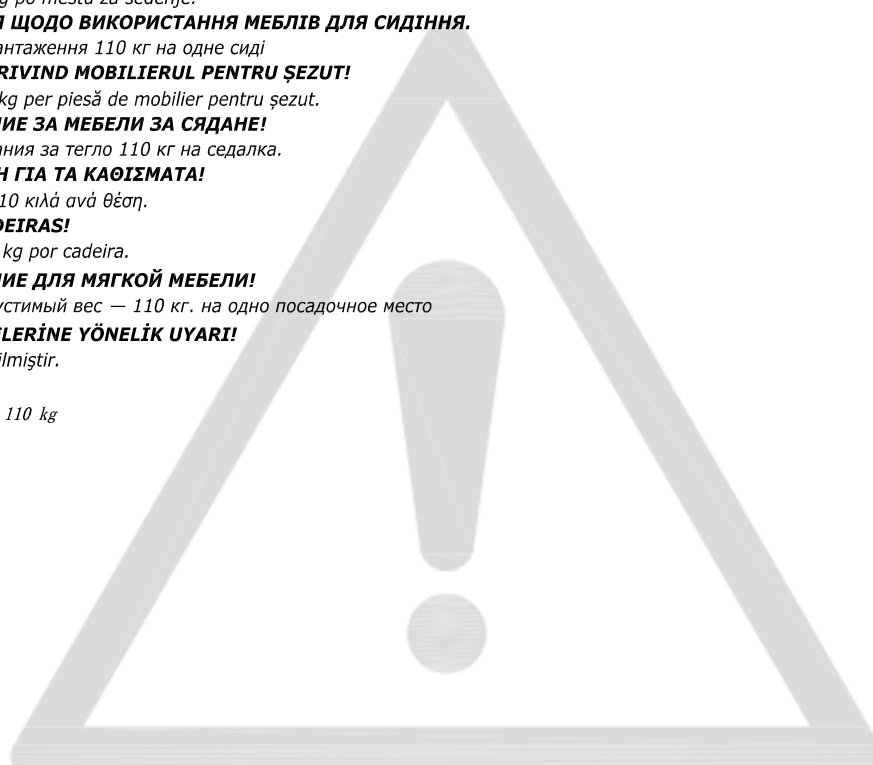 g po mestu za sedenje.
Я ЩОДО ВИКОРИСТАННЯ МЕБЛІВ ДЛЯ СИДІННЯ.
антаження 110 кг на одне сиді
RIVIND MOBILIERUL PENTRU ȘEZUT!
kg per piesă de mobilier pentru șezut.
ИЕ ЗА МЕБЕЛИ ЗА СЯДАНЕ!
ания за тегло 110 кг на седалка.
Η ΓΙΑ ΤΑ ΚΑΘΙΣΜΑΤΑ!
10 κιλά ανά θέση.
DEIRAS!
kg por cadeira.
ИЕ ДЛЯ МЯГКОЙ МЕБЕЛИ!
устимый вес — 110 кг. на одно посадочное место
ELERİNE YÖNELİK UYARI!
ilmiştir.
110 kg